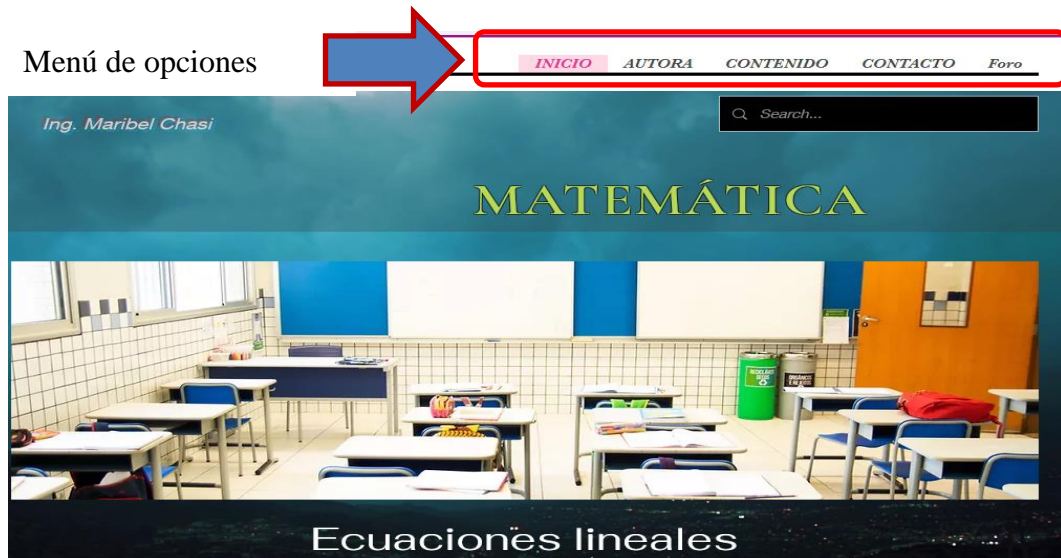 Menú de opciones
INICIO AUTORA CONTENIDO CONTACTO Foro
Ing. Maribel Chasi
Search...
MATEMÁTICA
Ecuaciones lineales